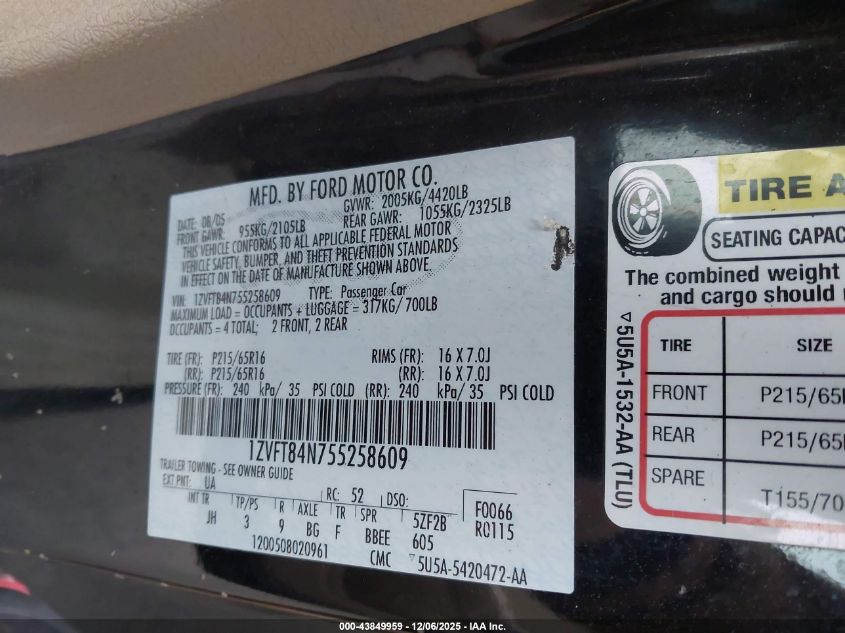 MFD. BY FORD MOTOR CO.
DATE: 08/05 GVWR: 2005KG/4420LB
FRONT GAWR: 955KG/2105LB REAR GAWR: 1055KG/2325LB
THIS VEHICLE CONFORMS TO ALL APPLICABLE FEDERAL MOTOR
VEHICLE SAFETY, BUMPER, AND THEFT PREVENTION STANDARDS
IN EFFECT ON THE DATE OF MANUFACTURE SHOWN ABOVE.
VIN: 1ZVFT84N755258609 TYPE: Passenger Car
MAXIMUM LOAD = OCCUPANTS + LUGGAGE = 317KG/700LB
OCCUPANTS = 4 TOTAL; 2 FRONT, 2 REAR
TIRE (FR): P215/65R16 RIMS (FR): 16 X 7.0J
(RR): P215/65R16 (RR): 16 X 7.0J
PRESSURE (FR): 240 kPa/ 35 PSI COLD (RR): 240 kPa/ 35 PSI COLD
1ZVFT84N755258609
TRAILER TOWING - SEE OWNER GUIDE
EXT PNT: UA RC: 52 DSO: F0066
INT TR TP/PS R AXLE TR SPR 5ZF2B R0115
JH 3 9 BG F BBEE 605
1200508020961 CMC ▽5U5A-5420472-AA
TIRE A
SEATING CAPAC
The combined weight
and cargo should
▽5U5A-1532-AA (TLU)
TIRE SIZE
FRONT P215/65
REAR P215/65
SPARE T155/70
000-43849959 - 12/06/2025 - IAA Inc.